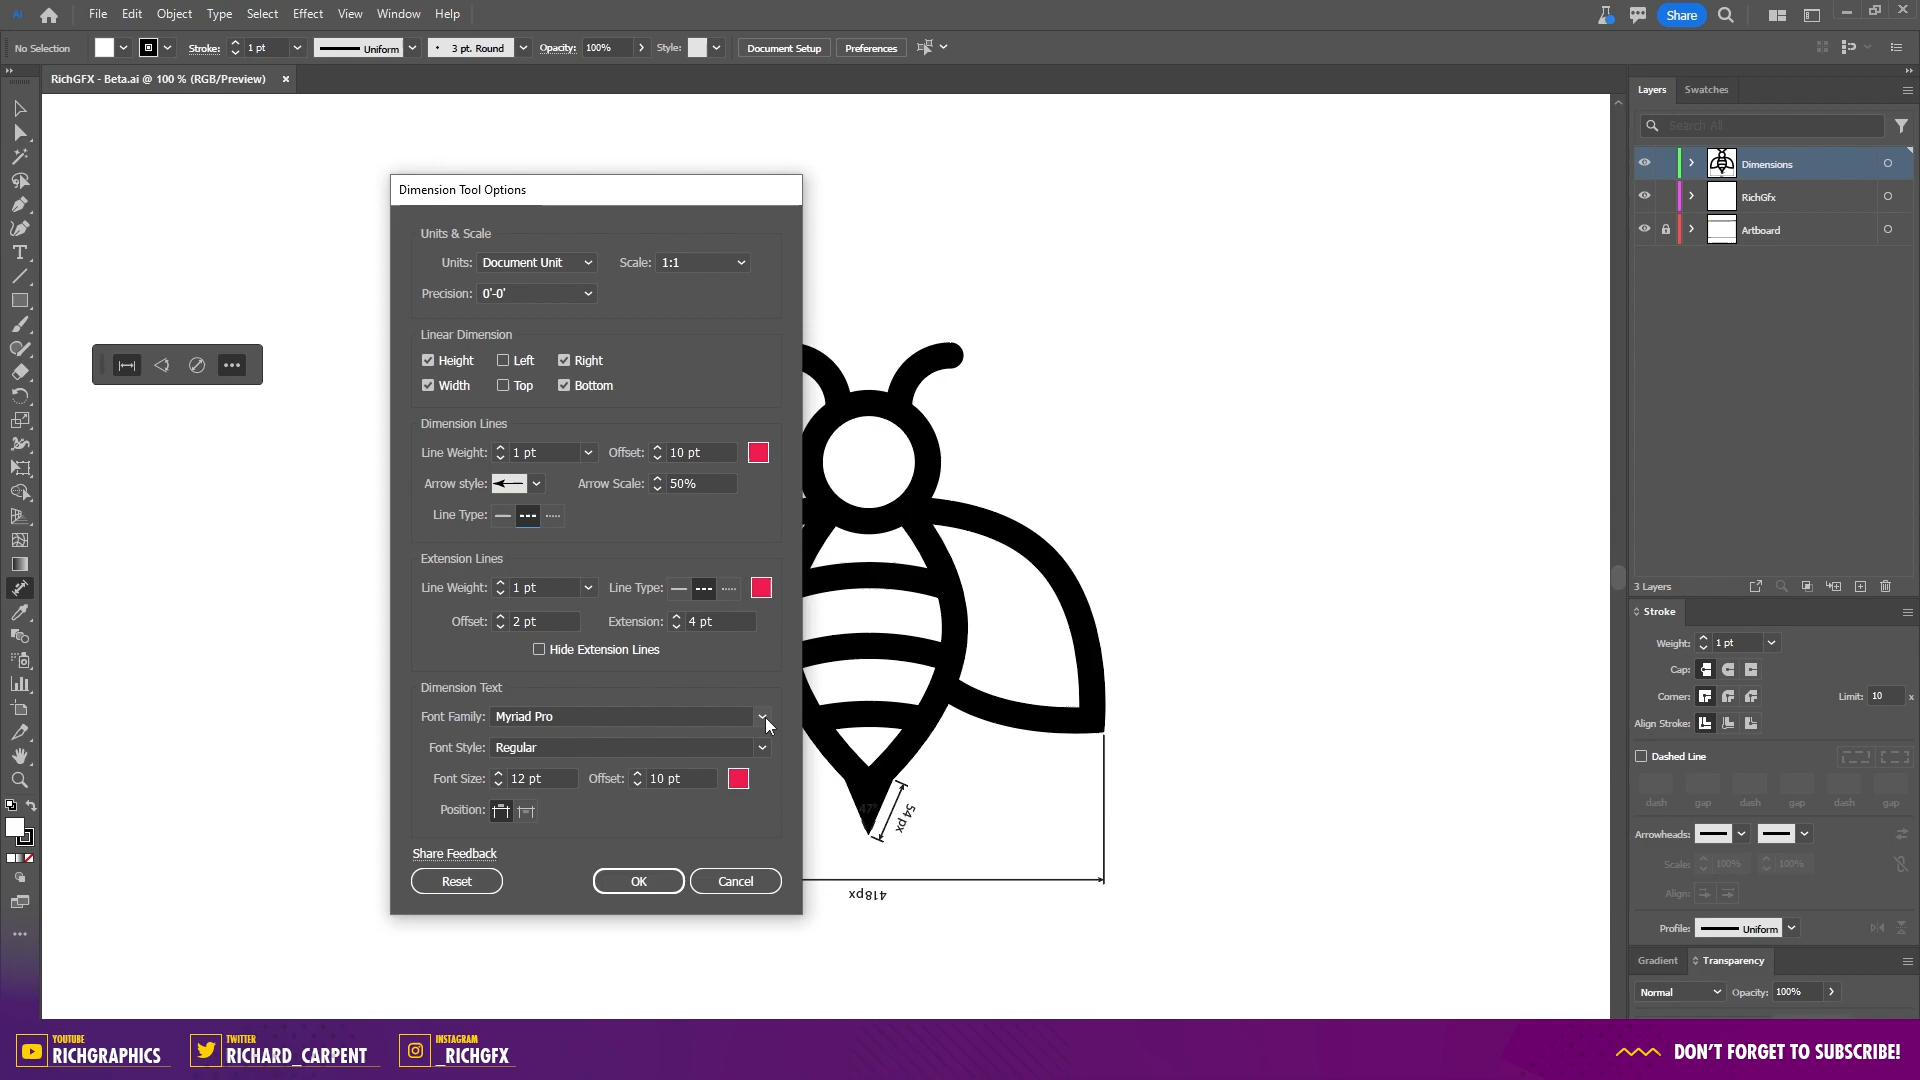 Ai File Edit Object Type Select Effect View Window Help Share
No Selection Stroke: 1 pt Uniform 3 pt. Round Opacity: 100% Style: Document Setup Preferences
RichGFX - Beta.ai @ 100 % (RGB/Preview) ×
Dimension Tool Options
Units & Scale
Units: Document Unit Scale: 1:1
Precision: 0'-0'
Linear Dimension
Height Left Right
Width Top Bottom
Dimension Lines
Line Weight: 1 pt Offset: 10 pt
Arrow style: Arrow Scale: 50%
Line Type:
Extension Lines
Line Weight: 1 pt Line Type:
Offset: 2 pt Extension: 4 pt
Hide Extension Lines
Dimension Text
Font Family: Myriad Pro
Font Style: Regular
Font Size: 12 pt Offset: 10 pt
Position:
Share Feedback
Reset OK Cancel
47°
54 px
418px
Layers Swatches
Search All
Dimensions
RichGfx
Artboard
3 Layers
Stroke
Weight: 1 pt
Cap:
Corner: Limit: 10 x
Align Stroke:
Dashed Line
dash gap dash gap dash gap
Arrowheads:
Scale: 100% 100%
Align:
Profile: Uniform
Gradient Transparency
Normal Opacity: 100%
YOUTUBE
RICHGRAPHICS
TWITTER
RICHARD_CARPENT
INSTAGRAM
_RICHGFX
DON'T FORGET TO SUBSCRIBE!